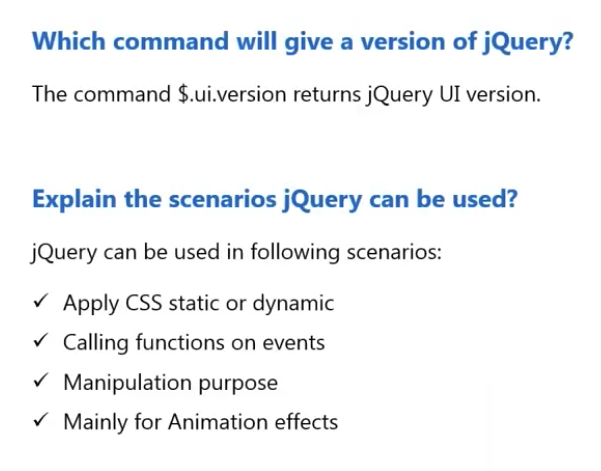 Which command will give a version of jQuery?
The command $.ui.version returns jQuery UI version.
Explain the scenarios jQuery can be used?
jQuery can be used in following scenarios:
✓ Apply CSS static or dynamic
✓ Calling functions on events
✓ Manipulation purpose
✓ Mainly for Animation effects